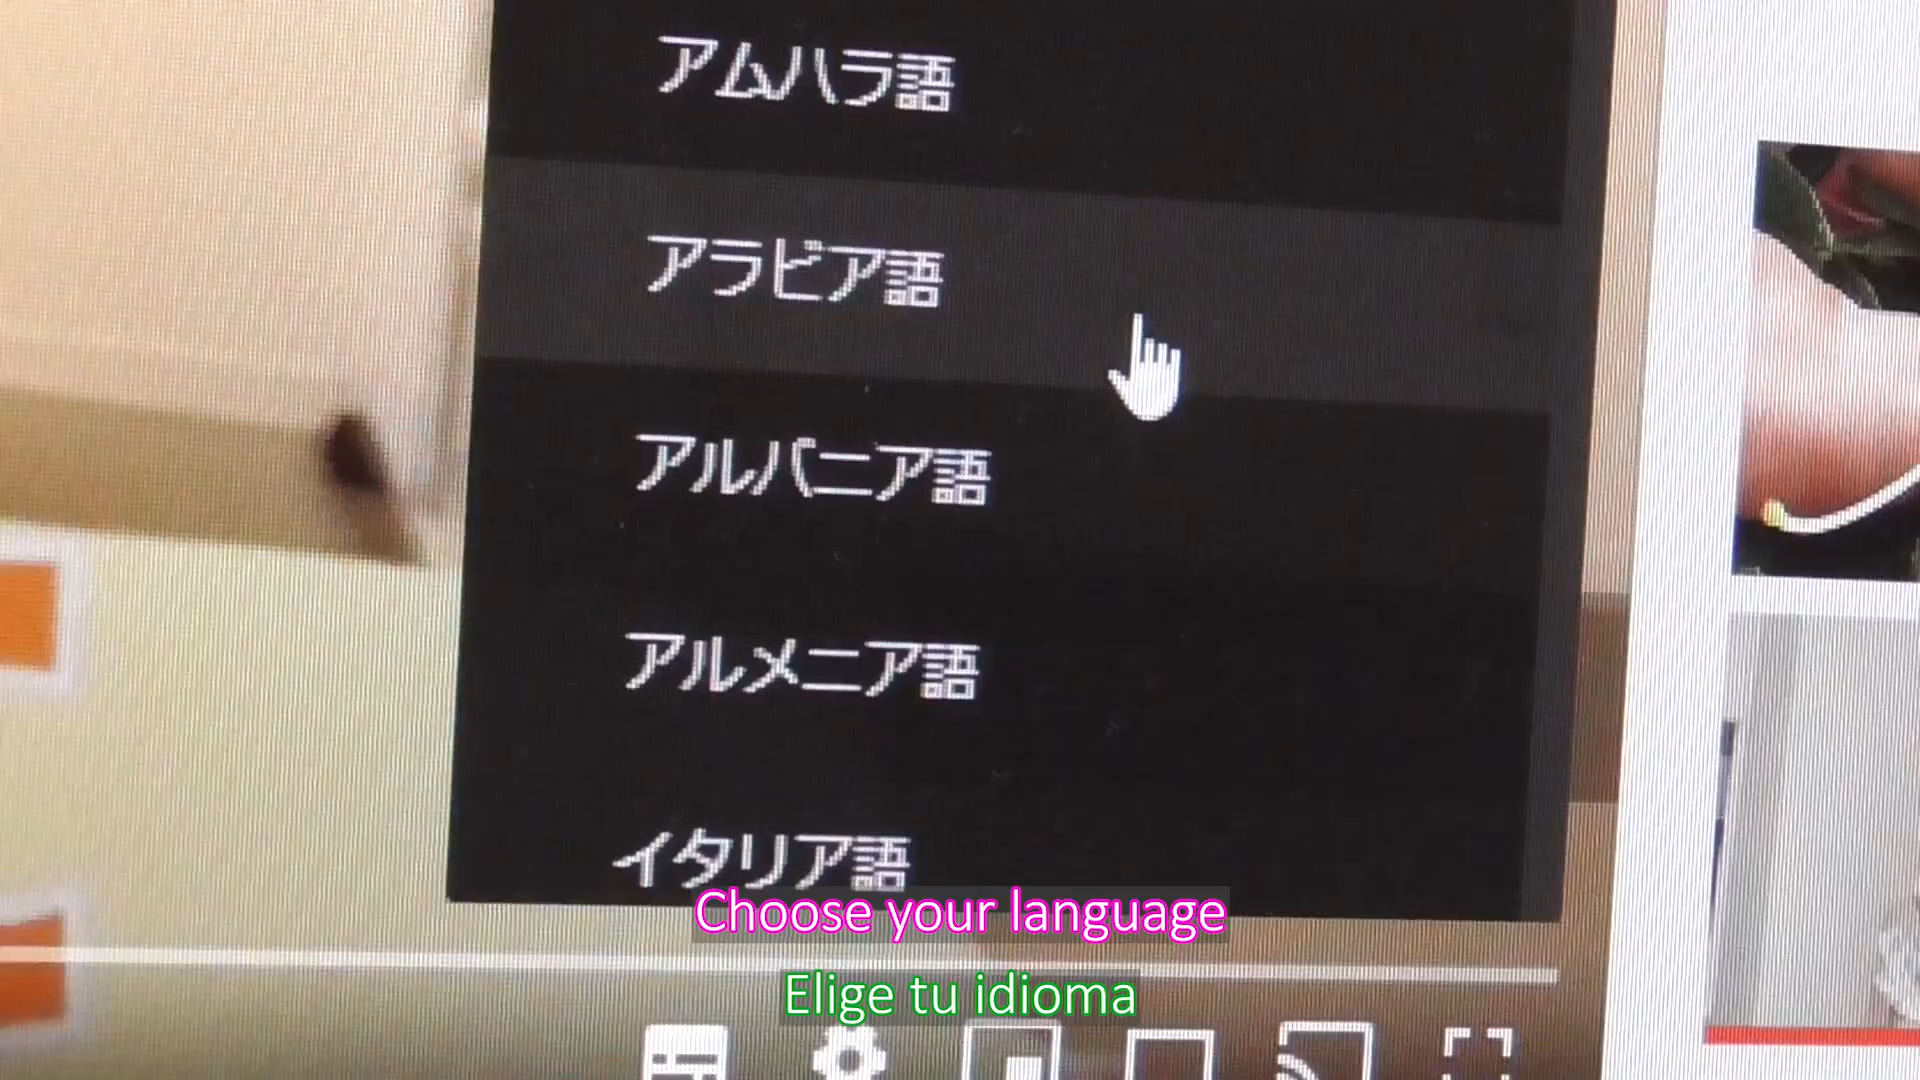 アムハラ語
アラビア語
アルバニア語
アルメニア語
イタリア語
Choose your language
Elige tu idioma